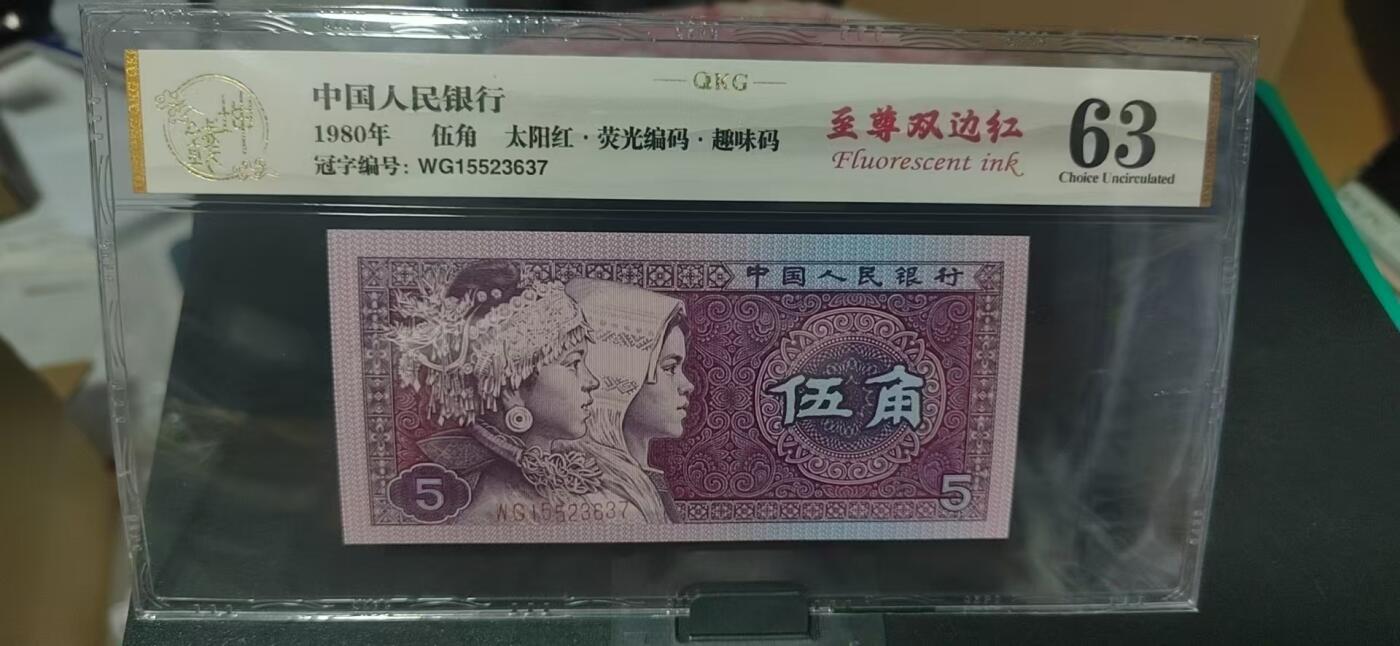 QKG
中国人民银行
1980年 伍角 太阳红·荧光编码·趣味码
冠字编号: WG15523637
至尊双边红
Fluorescent ink
63
Choice Uncirculated
中国人民银行
伍角
5
5
WG15523637